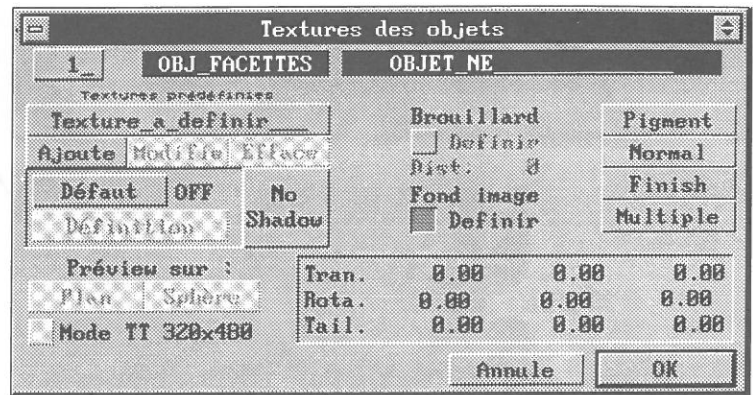 Textures des objets
1_ OBJ_FACETTES OBJET_NE_________________
Textures prédéfinies
Texture_a_definir___
Ajoute Modifie Efface
Défaut OFF
Définition
No Shadow
Brouillard
Definir
Dist. 0
Fond image
Definir
Pigment
Normal
Finish
Multiple
Préview sur :
Plan Sphère
Mode TT 320x480
Tran. 0.00 0.00 0.00
Rota. 0.00 0.00 0.00
Tail. 0.00 0.00 0.00
Annule OK